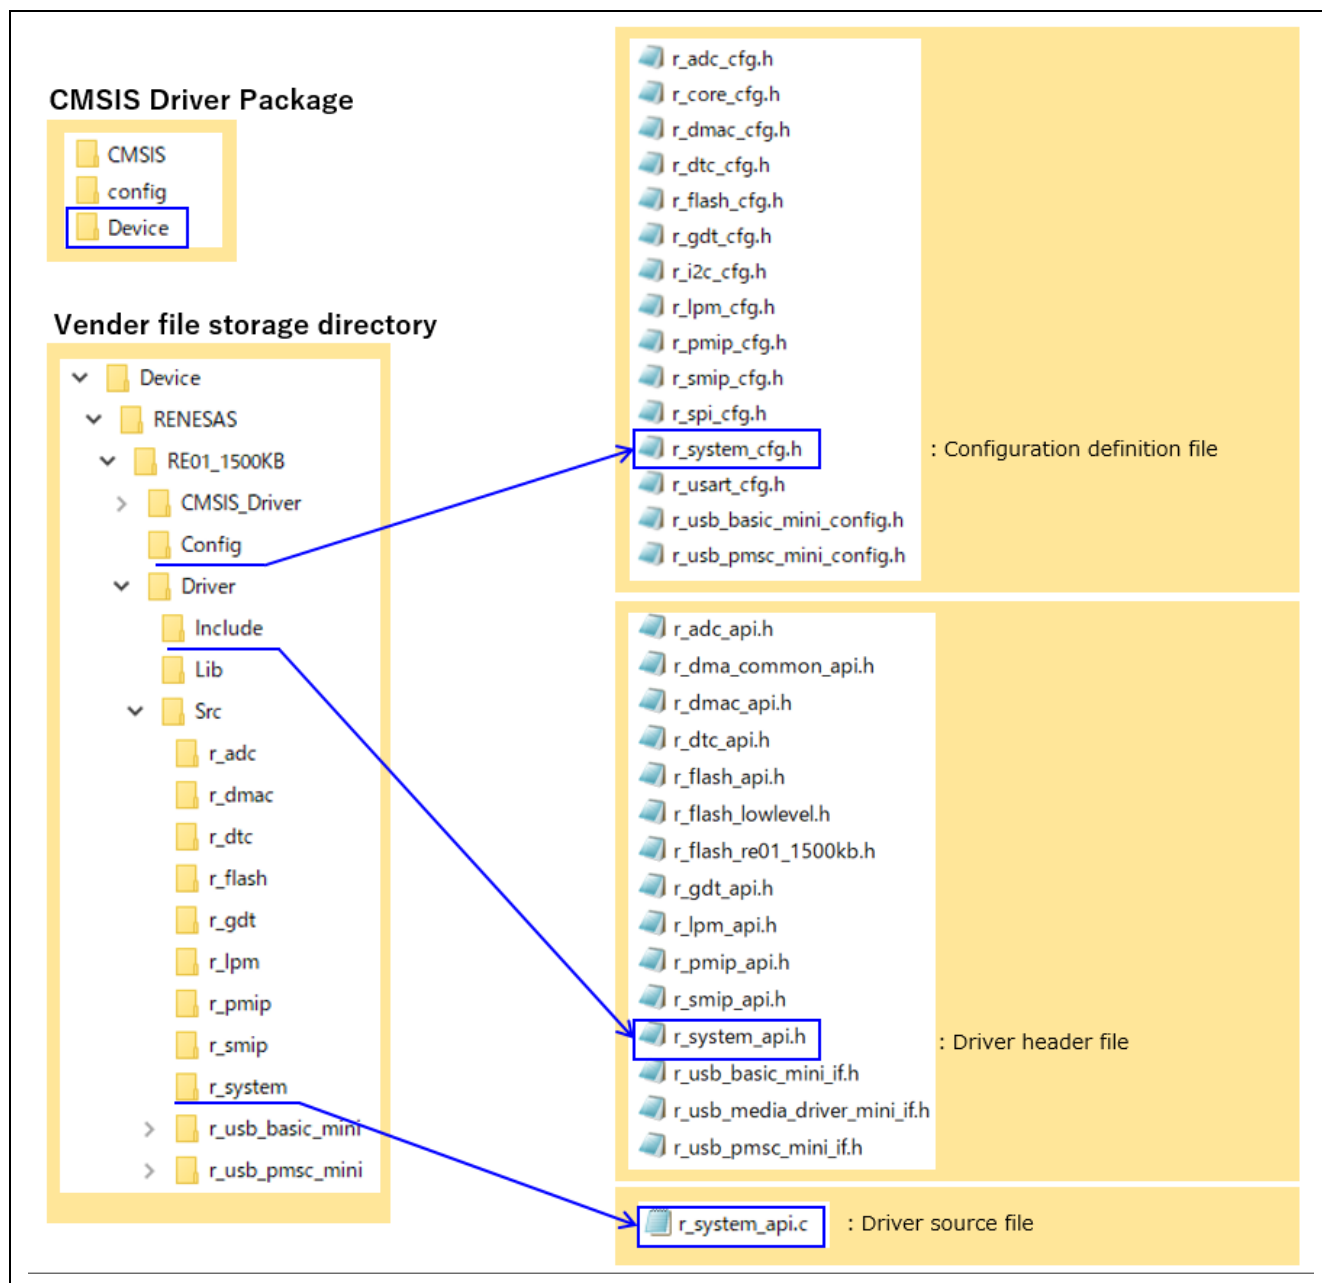 CMSIS Driver Package
CMSIS
config
Device
Vender file storage directory
Device
RENESAS
RE01_1500KB
CMSIS_Driver
Config
Driver
Include
Lib
Src
r_adc
r_dmac
r_dtc
r_flash
r_gdt
r_lpm
r_pmip
r_smip
r_system
r_usb_basic_mini
r_usb_pmsc_mini
r_adc_cfg.h
r_core_cfg.h
r_dmac_cfg.h
r_dtc_cfg.h
r_flash_cfg.h
r_gdt_cfg.h
r_i2c_cfg.h
r_lpm_cfg.h
r_pmip_cfg.h
r_smip_cfg.h
r_spi_cfg.h
r_system_cfg.h : Configuration definition file
r_usart_cfg.h
r_usb_basic_mini_config.h
r_usb_pmsc_mini_config.h
r_adc_api.h
r_dma_common_api.h
r_dmac_api.h
r_dtc_api.h
r_flash_api.h
r_flash_lowlevel.h
r_flash_re01_1500kb.h
r_gdt_api.h
r_lpm_api.h
r_pmip_api.h
r_smip_api.h
r_system_api.h : Driver header file
r_usb_basic_mini_if.h
r_usb_media_driver_mini_if.h
r_usb_pmsc_mini_if.h
r_system_api.c : Driver source file